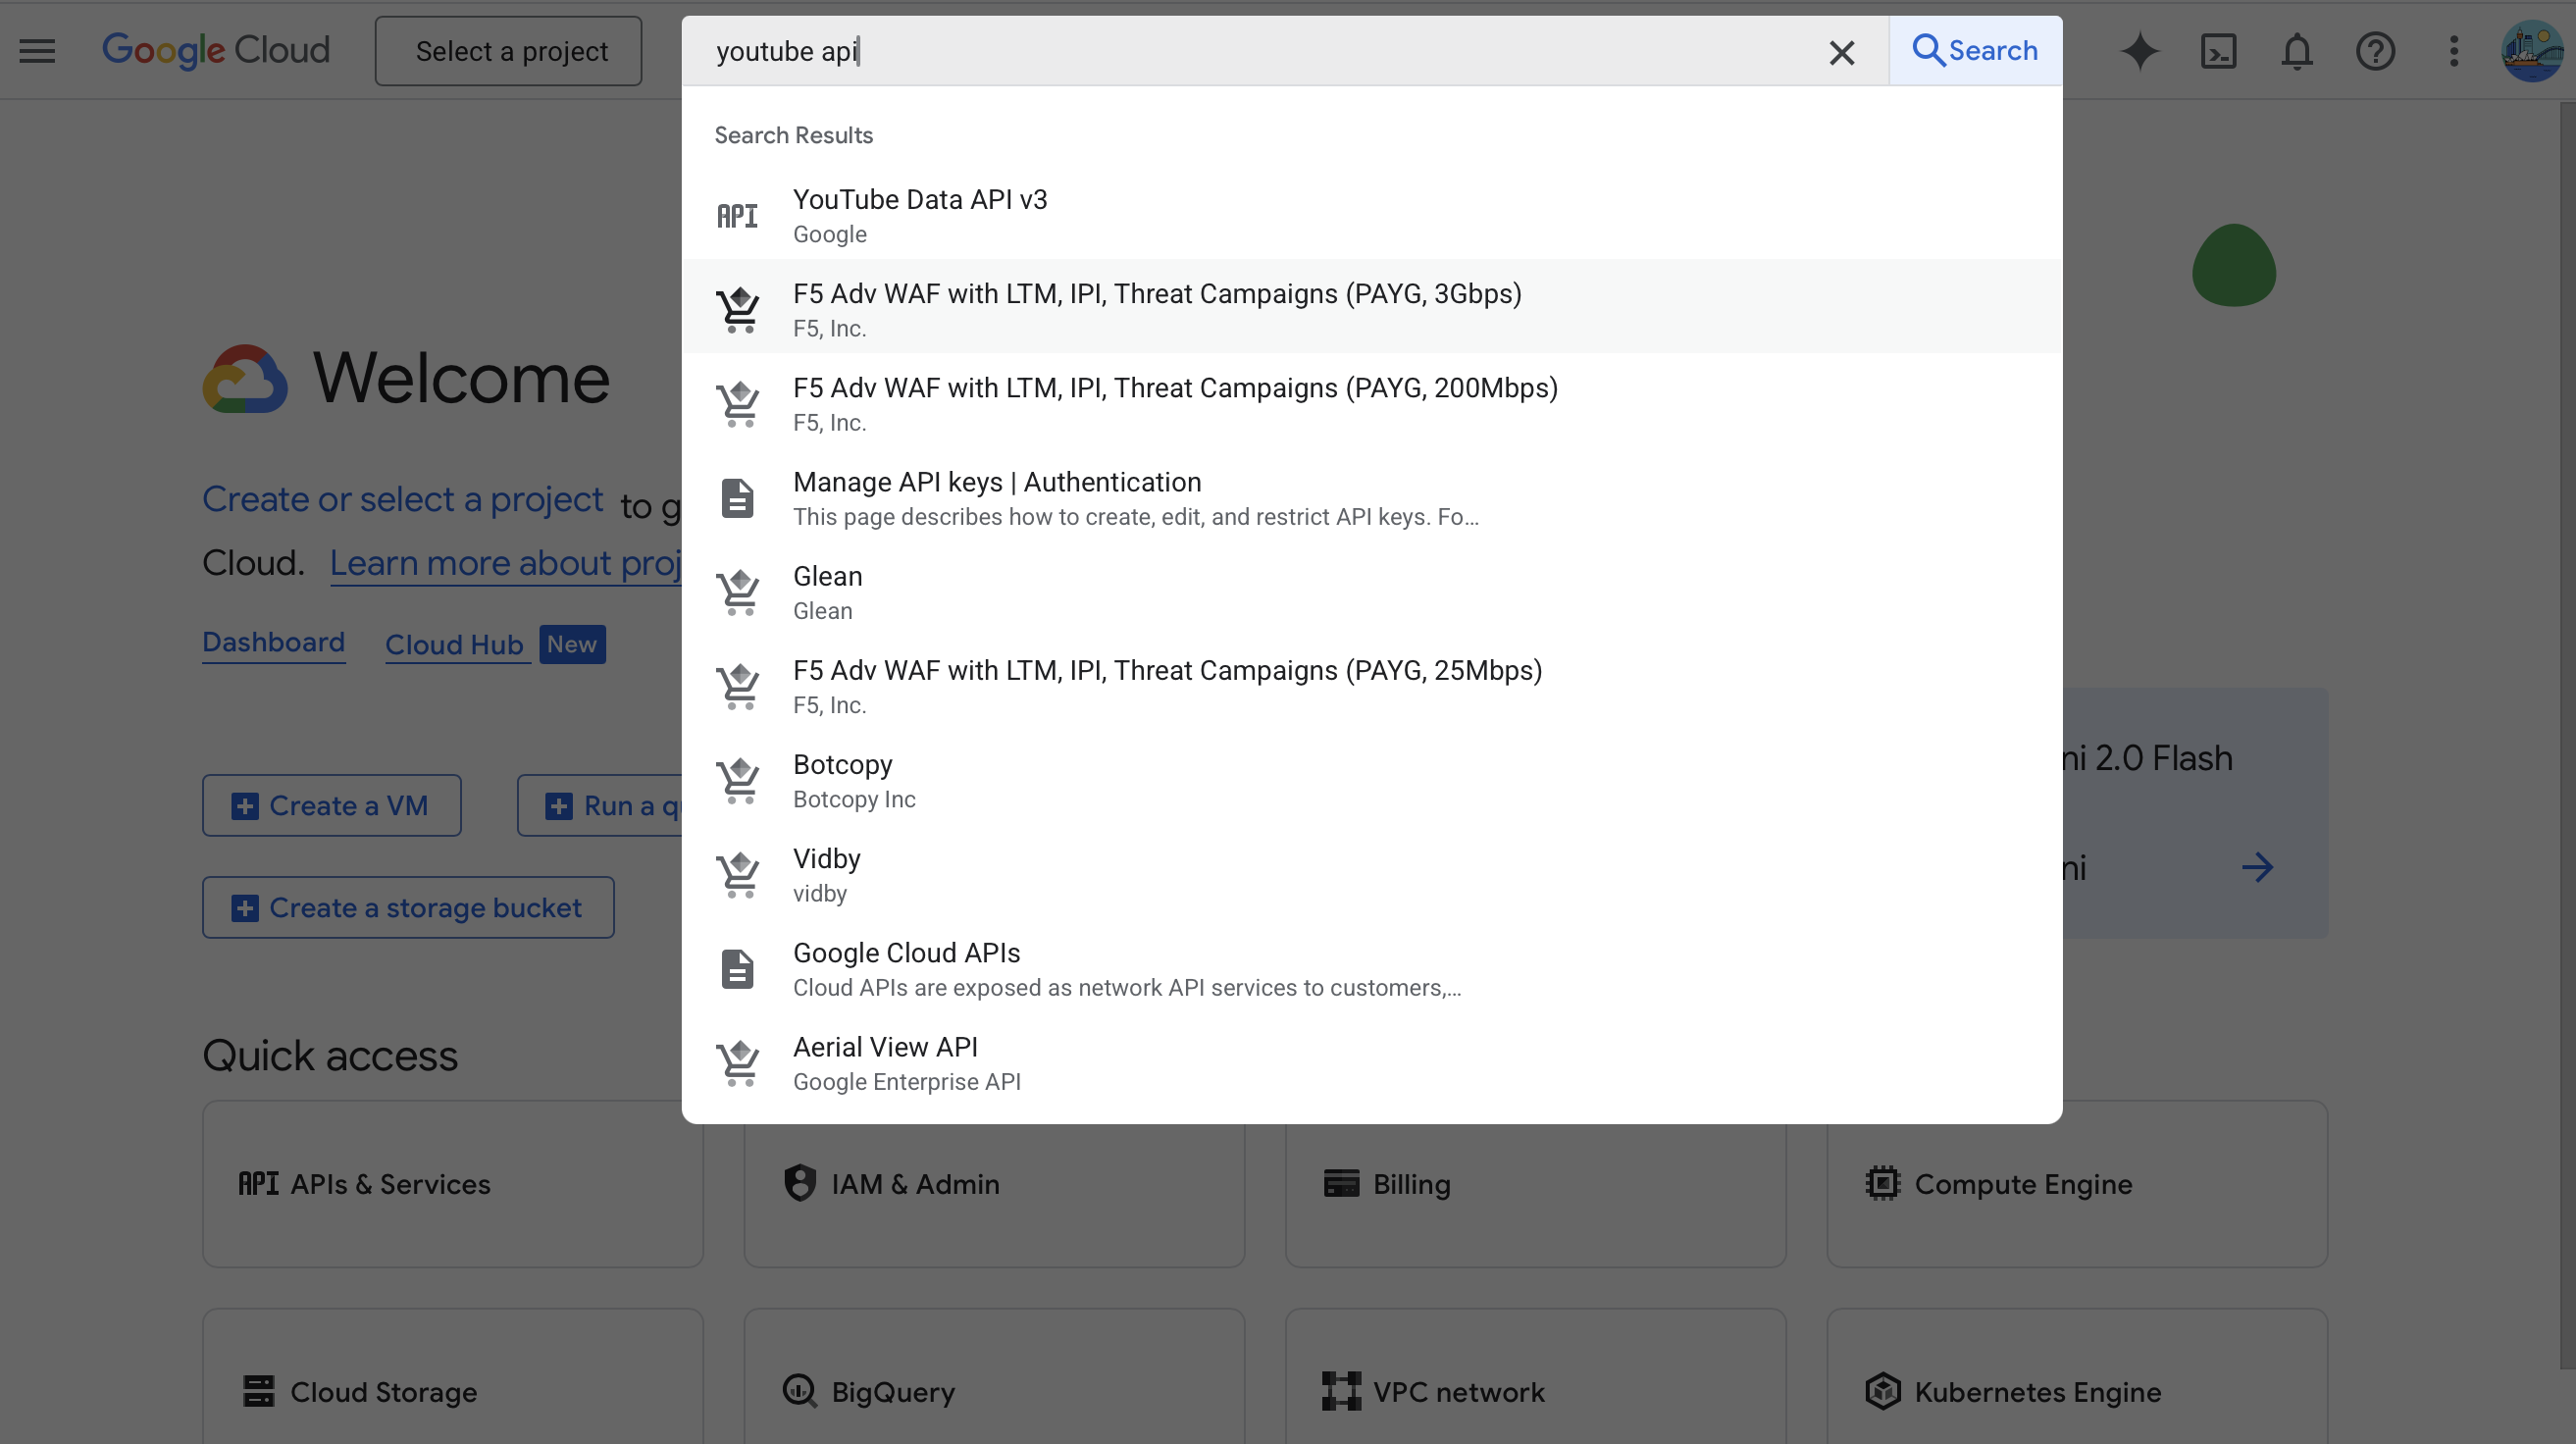 Google Cloud
Select a project
youtube api
Search
Search Results
API
YouTube Data API v3
Google
F5 Adv WAF with LTM, IPI, Threat Campaigns (PAYG, 3Gbps)
F5, Inc.
F5 Adv WAF with LTM, IPI, Threat Campaigns (PAYG, 200Mbps)
F5, Inc.
Manage API keys | Authentication
This page describes how to create, edit, and restrict API keys. Fo...
Glean
Glean
F5 Adv WAF with LTM, IPI, Threat Campaigns (PAYG, 25Mbps)
F5, Inc.
Botcopy
Botcopy Inc
Vidby
vidby
Google Cloud APIs
Cloud APIs are exposed as network API services to customers,...
Aerial View API
Google Enterprise API
Welcome
Create or select a project to g
Cloud. Learn more about proj
Dashboard
Cloud Hub New
ni 2.0 Flash
Create a VM
Run a q
ni
Create a storage bucket
Quick access
API APIs & Services
IAM & Admin
Billing
Compute Engine
Cloud Storage
BigQuery
VPC network
Kubernetes Engine